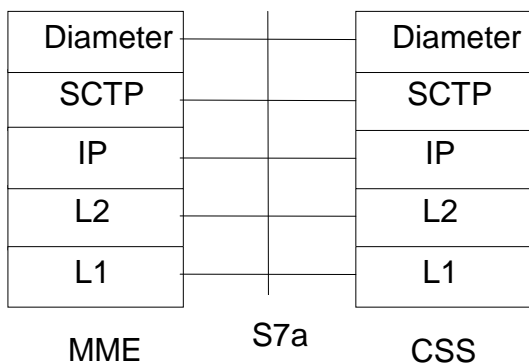 Diameter Diameter
SCTP SCTP
IP IP
L2 L2
L1 L1
S7a
MME CSS